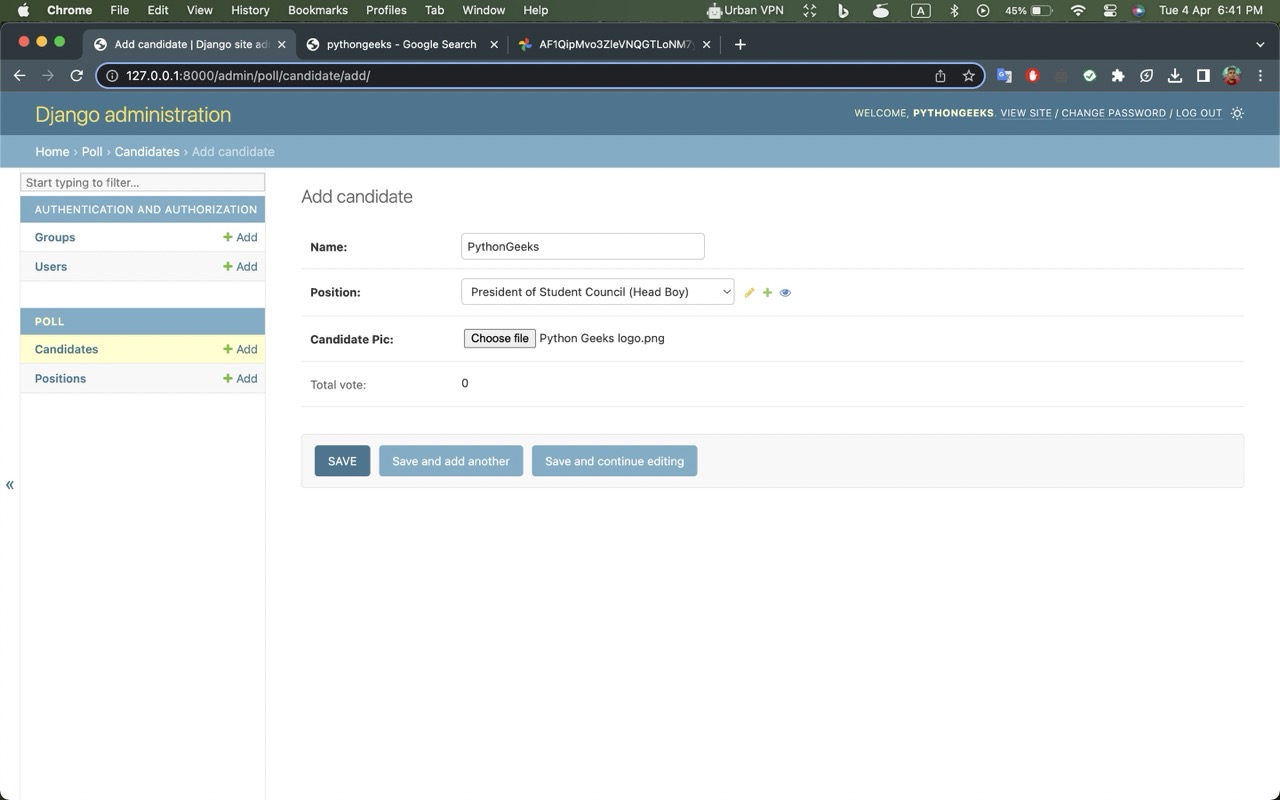 Chrome File Edit View History Bookmarks Profiles Tab Window Help Urban VPN A 45% Tue 4 Apr 6:41 PM
Add candidate | Django site ad pythongeeks - Google Search AF1QipMvo3ZleVNQGTLoNM7
127.0.0.1:8000/admin/poll/candidate/add/
Django administration WELCOME, PYTHONGEEKS. VIEW SITE / CHANGE PASSWORD / LOG OUT
Home › Poll › Candidates › Add candidate
Start typing to filter...
AUTHENTICATION AND AUTHORIZATION
Groups + Add
Users + Add
POLL
Candidates + Add
Positions + Add
«
Add candidate
Name: PythonGeeks
Position: President of Student Council (Head Boy)
Candidate Pic: Choose file Python Geeks logo.png
Total vote: 0
SAVE Save and add another Save and continue editing